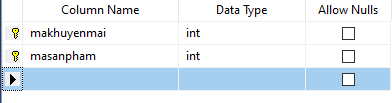 Column Name Data Type Allow Nulls
makhuyenmai int
masanpham int